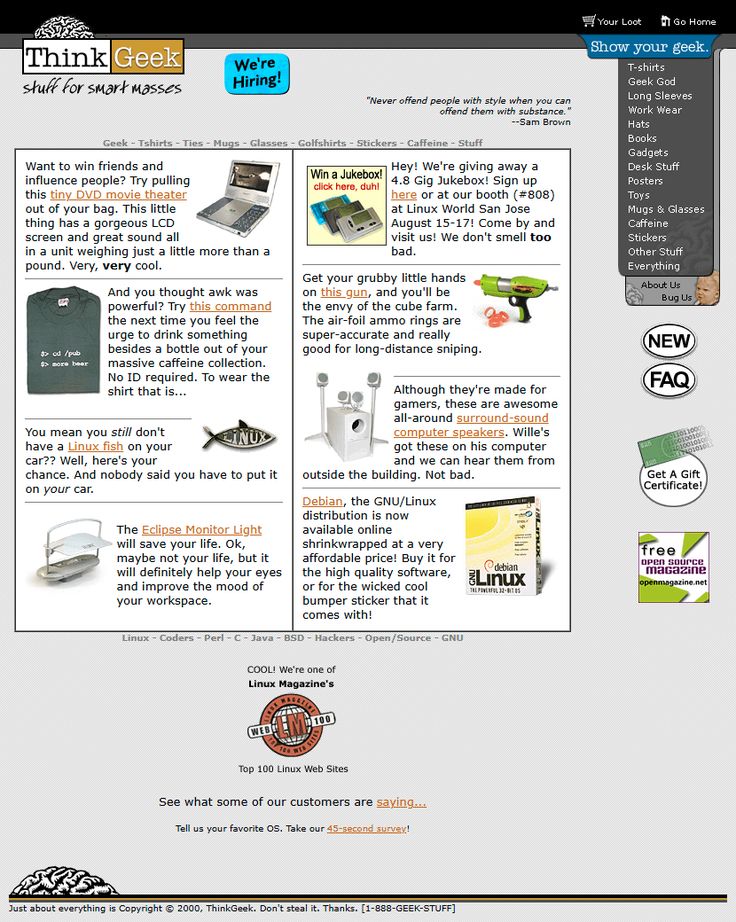 Your Loot
Go Home
Think Geek
stuff for smart masses
We're
Hiring!
Show your geek.
"Never offend people with style when you can
offend them with substance."
--Sam Brown
T-shirts
Geek God
Long Sleeves
Work Wear
Hats
Books
Gadgets
Desk Stuff
Posters
Toys
Mugs & Glasses
Caffeine
Stickers
Other Stuff
Everything
About Us
Bug Us
Geek - Tshirts - Ties - Mugs - Glasses - Golfshirts - Stickers - Caffeine - Stuff
Want to win friends and
influence people? Try pulling
this tiny DVD movie theater
out of your bag. This little
thing has a gorgeous LCD
screen and great sound all
in a unit weighing just a little more than a
pound. Very, very cool.
And you thought awk was
powerful? Try this command
the next time you feel the
urge to drink something
besides a bottle out of your
massive caffeine collection.
No ID required. To wear the
shirt that is...
$> cd /pub
$> more beer
You mean you still don't
have a Linux fish on your
car?? Well, here's your
chance. And nobody said you have to put it
on your car.
LINUX
The Eclipse Monitor Light
will save your life. Ok,
maybe not your life, but it
will definitely help your eyes
and improve the mood of
your workspace.
Win a Jukebox!
click here, duh!
Hey! We're giving away a
4.8 Gig Jukebox! Sign up
here or at our booth (#808)
at Linux World San Jose
August 15-17! Come by and
visit us! We don't smell too
bad.
Get your grubby little hands
on this gun, and you'll be
the envy of the cube farm.
The air-foil ammo rings are
super-accurate and really
good for long-distance sniping.
Although they're made for
gamers, these are awesome
all-around surround-sound
computer speakers. Wille's
got these on his computer
and we can hear them from
outside the building. Not bad.
Debian, the GNU/Linux
distribution is now
available online
shrinkwrapped at a very
affordable price! Buy it for
the high quality software,
or for the wicked cool
bumper sticker that it
comes with!
debian
GNU
Linux
THE POWERFUL 32-BIT OS
NEW
FAQ
Get A Gift
Certificate!
free
OPEN SOURCE
MAGAZINE
openmagazine.net
Linux - Coders - Perl - C - Java - BSD - Hackers - Open/Source - GNU
COOL! We're one of
Linux Magazine's
LINUX MAGAZINE
WEB LM 100
TOP 100 WEB SITES
Top 100 Linux Web Sites
See what some of our customers are saying...
Tell us your favorite OS. Take our 45-second survey!
Just about everything is Copyright © 2000, ThinkGeek. Don't steal it. Thanks. [1-888-GEEK-STUFF]